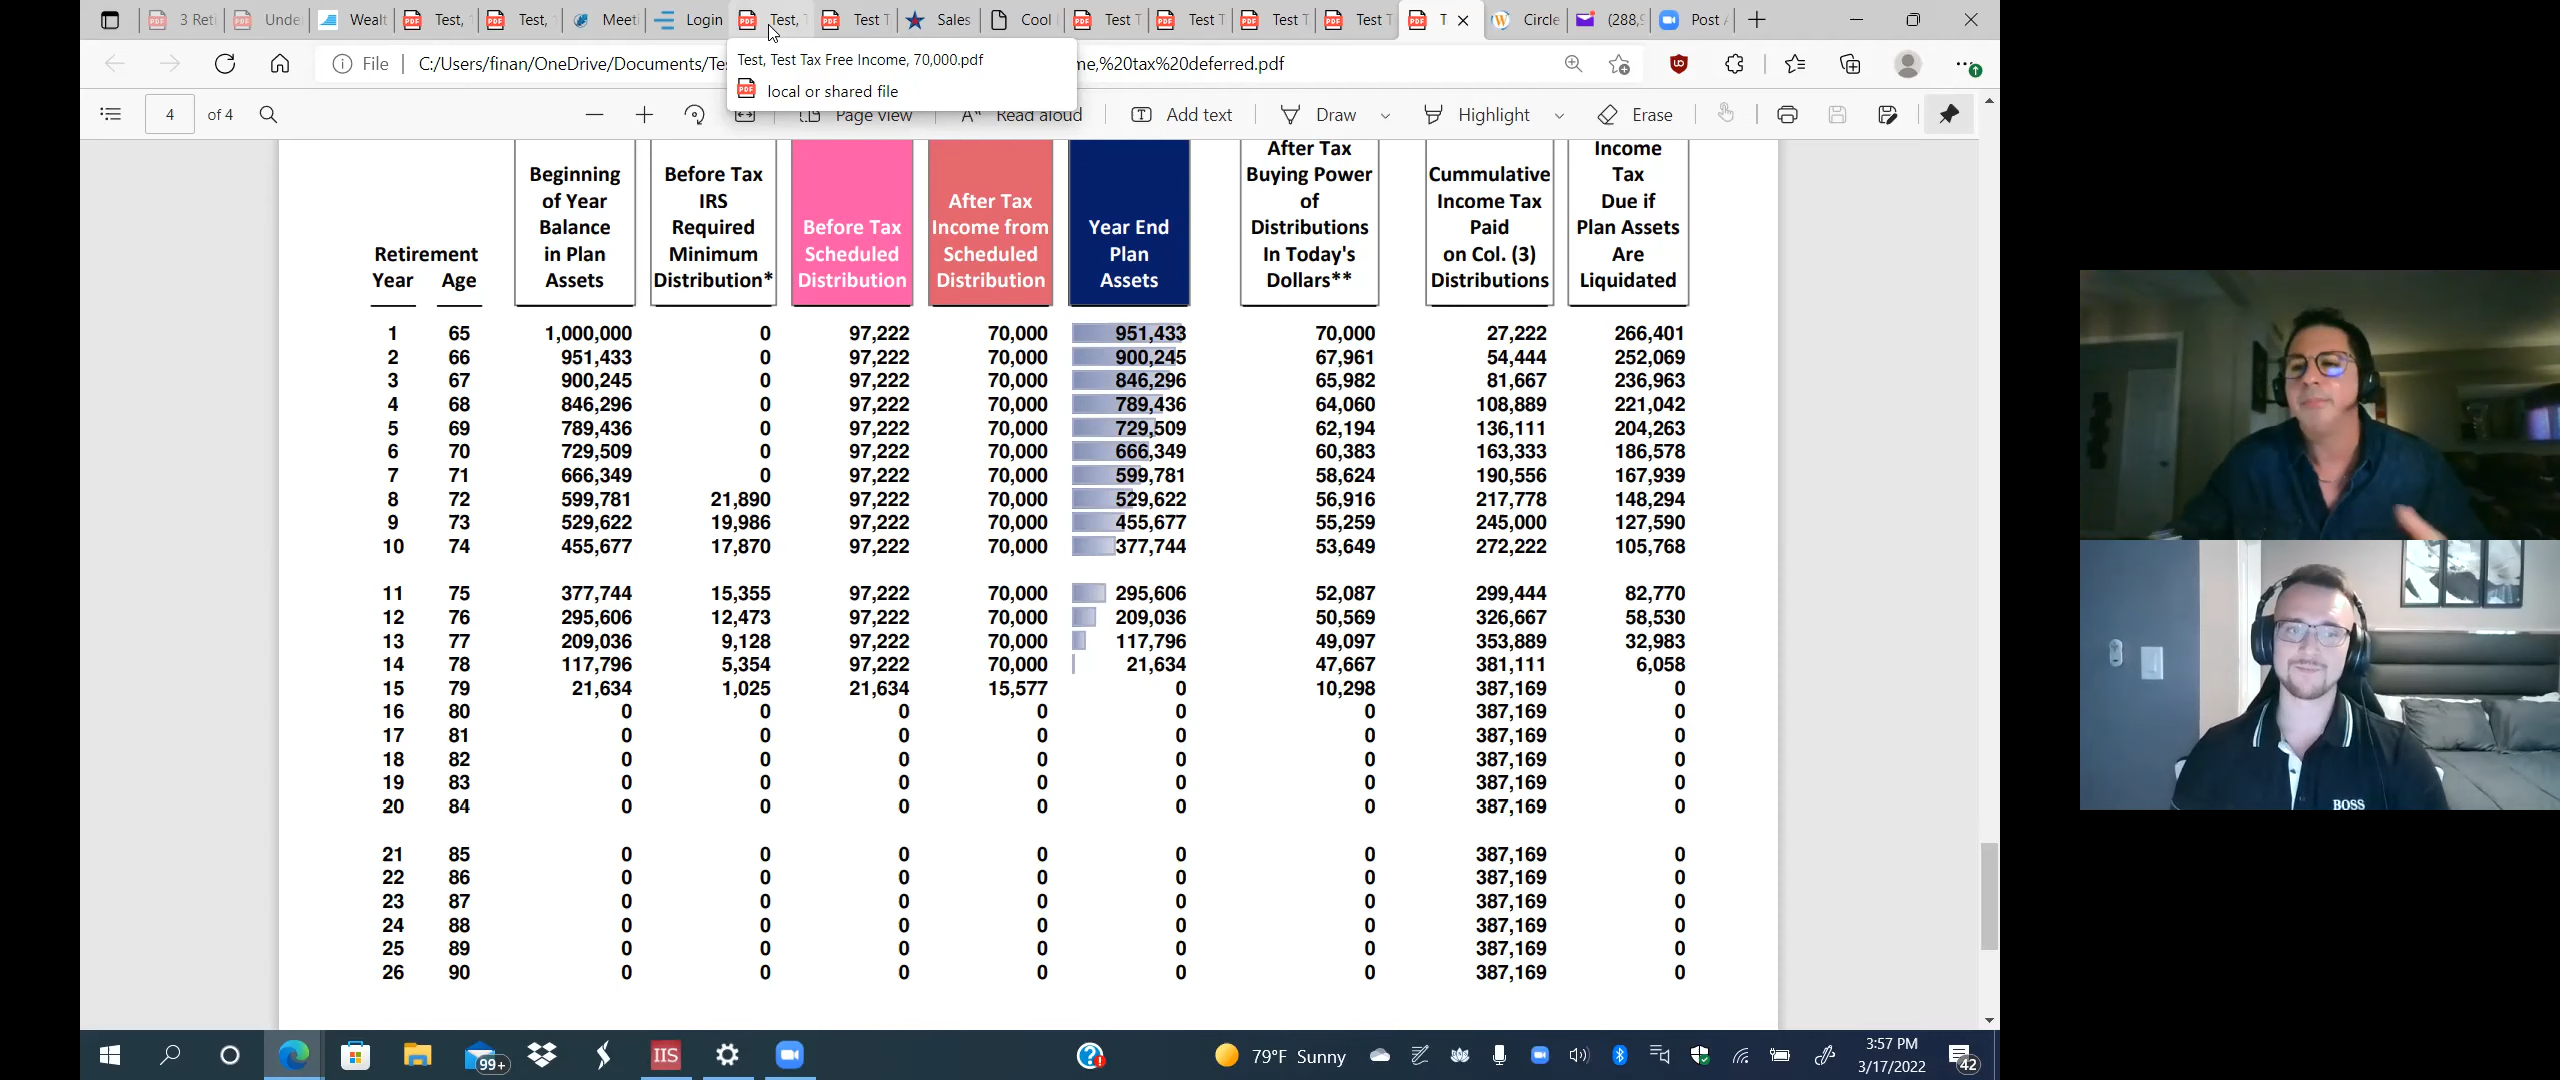 3 Reti
Unde
Wealt
Test,
Test,
Meeti
Login
Test,
Test T
Sales
Cool
Test T
Test T
Test T
Test T
T
Circle
(288,9
Post A
File
C:/Users/finan/OneDrive/Documents/Te
me,%20tax%20deferred.pdf
Test, Test Tax Free Income, 70,000.pdf
local or shared file
4 of 4
Page view
Read aloud
Add text
Draw
Highlight
Erase
Retirement
Year Age
Beginning
of Year
Balance
in Plan
Assets
Before Tax
IRS
Required
Minimum
Distribution*
Before Tax
Scheduled
Distribution
After Tax
Income from
Scheduled
Distribution
Year End
Plan
Assets
After Tax
Buying Power
of
Distributions
In Today's
Dollars**
Cummulative
Income Tax
Paid
on Col. (3)
Distributions
Income
Tax
Due if
Plan Assets
Are
Liquidated
1 65 1,000,000 0 97,222 70,000 951,433 70,000 27,222 266,401
2 66 951,433 0 97,222 70,000 900,245 67,961 54,444 252,069
3 67 900,245 0 97,222 70,000 846,296 65,982 81,667 236,963
4 68 846,296 0 97,222 70,000 789,436 64,060 108,889 221,042
5 69 789,436 0 97,222 70,000 729,509 62,194 136,111 204,263
6 70 729,509 0 97,222 70,000 666,349 60,383 163,333 186,578
7 71 666,349 0 97,222 70,000 599,781 58,624 190,556 167,939
8 72 599,781 21,890 97,222 70,000 529,622 56,916 217,778 148,294
9 73 529,622 19,986 97,222 70,000 455,677 55,259 245,000 127,590
10 74 455,677 17,870 97,222 70,000 377,744 53,649 272,222 105,768
11 75 377,744 15,355 97,222 70,000 295,606 52,087 299,444 82,770
12 76 295,606 12,473 97,222 70,000 209,036 50,569 326,667 58,530
13 77 209,036 9,128 97,222 70,000 117,796 49,097 353,889 32,983
14 78 117,796 5,354 97,222 70,000 21,634 47,667 381,111 6,058
15 79 21,634 1,025 21,634 15,577 0 10,298 387,169 0
16 80 0 0 0 0 0 0 387,169 0
17 81 0 0 0 0 0 0 387,169 0
18 82 0 0 0 0 0 0 387,169 0
19 83 0 0 0 0 0 0 387,169 0
20 84 0 0 0 0 0 0 387,169 0
21 85 0 0 0 0 0 0 387,169 0
22 86 0 0 0 0 0 0 387,169 0
23 87 0 0 0 0 0 0 387,169 0
24 88 0 0 0 0 0 0 387,169 0
25 89 0 0 0 0 0 0 387,169 0
26 90 0 0 0 0 0 0 387,169 0
BOSS
99+
IIS
79°F Sunny
3:57 PM
3/17/2022
42